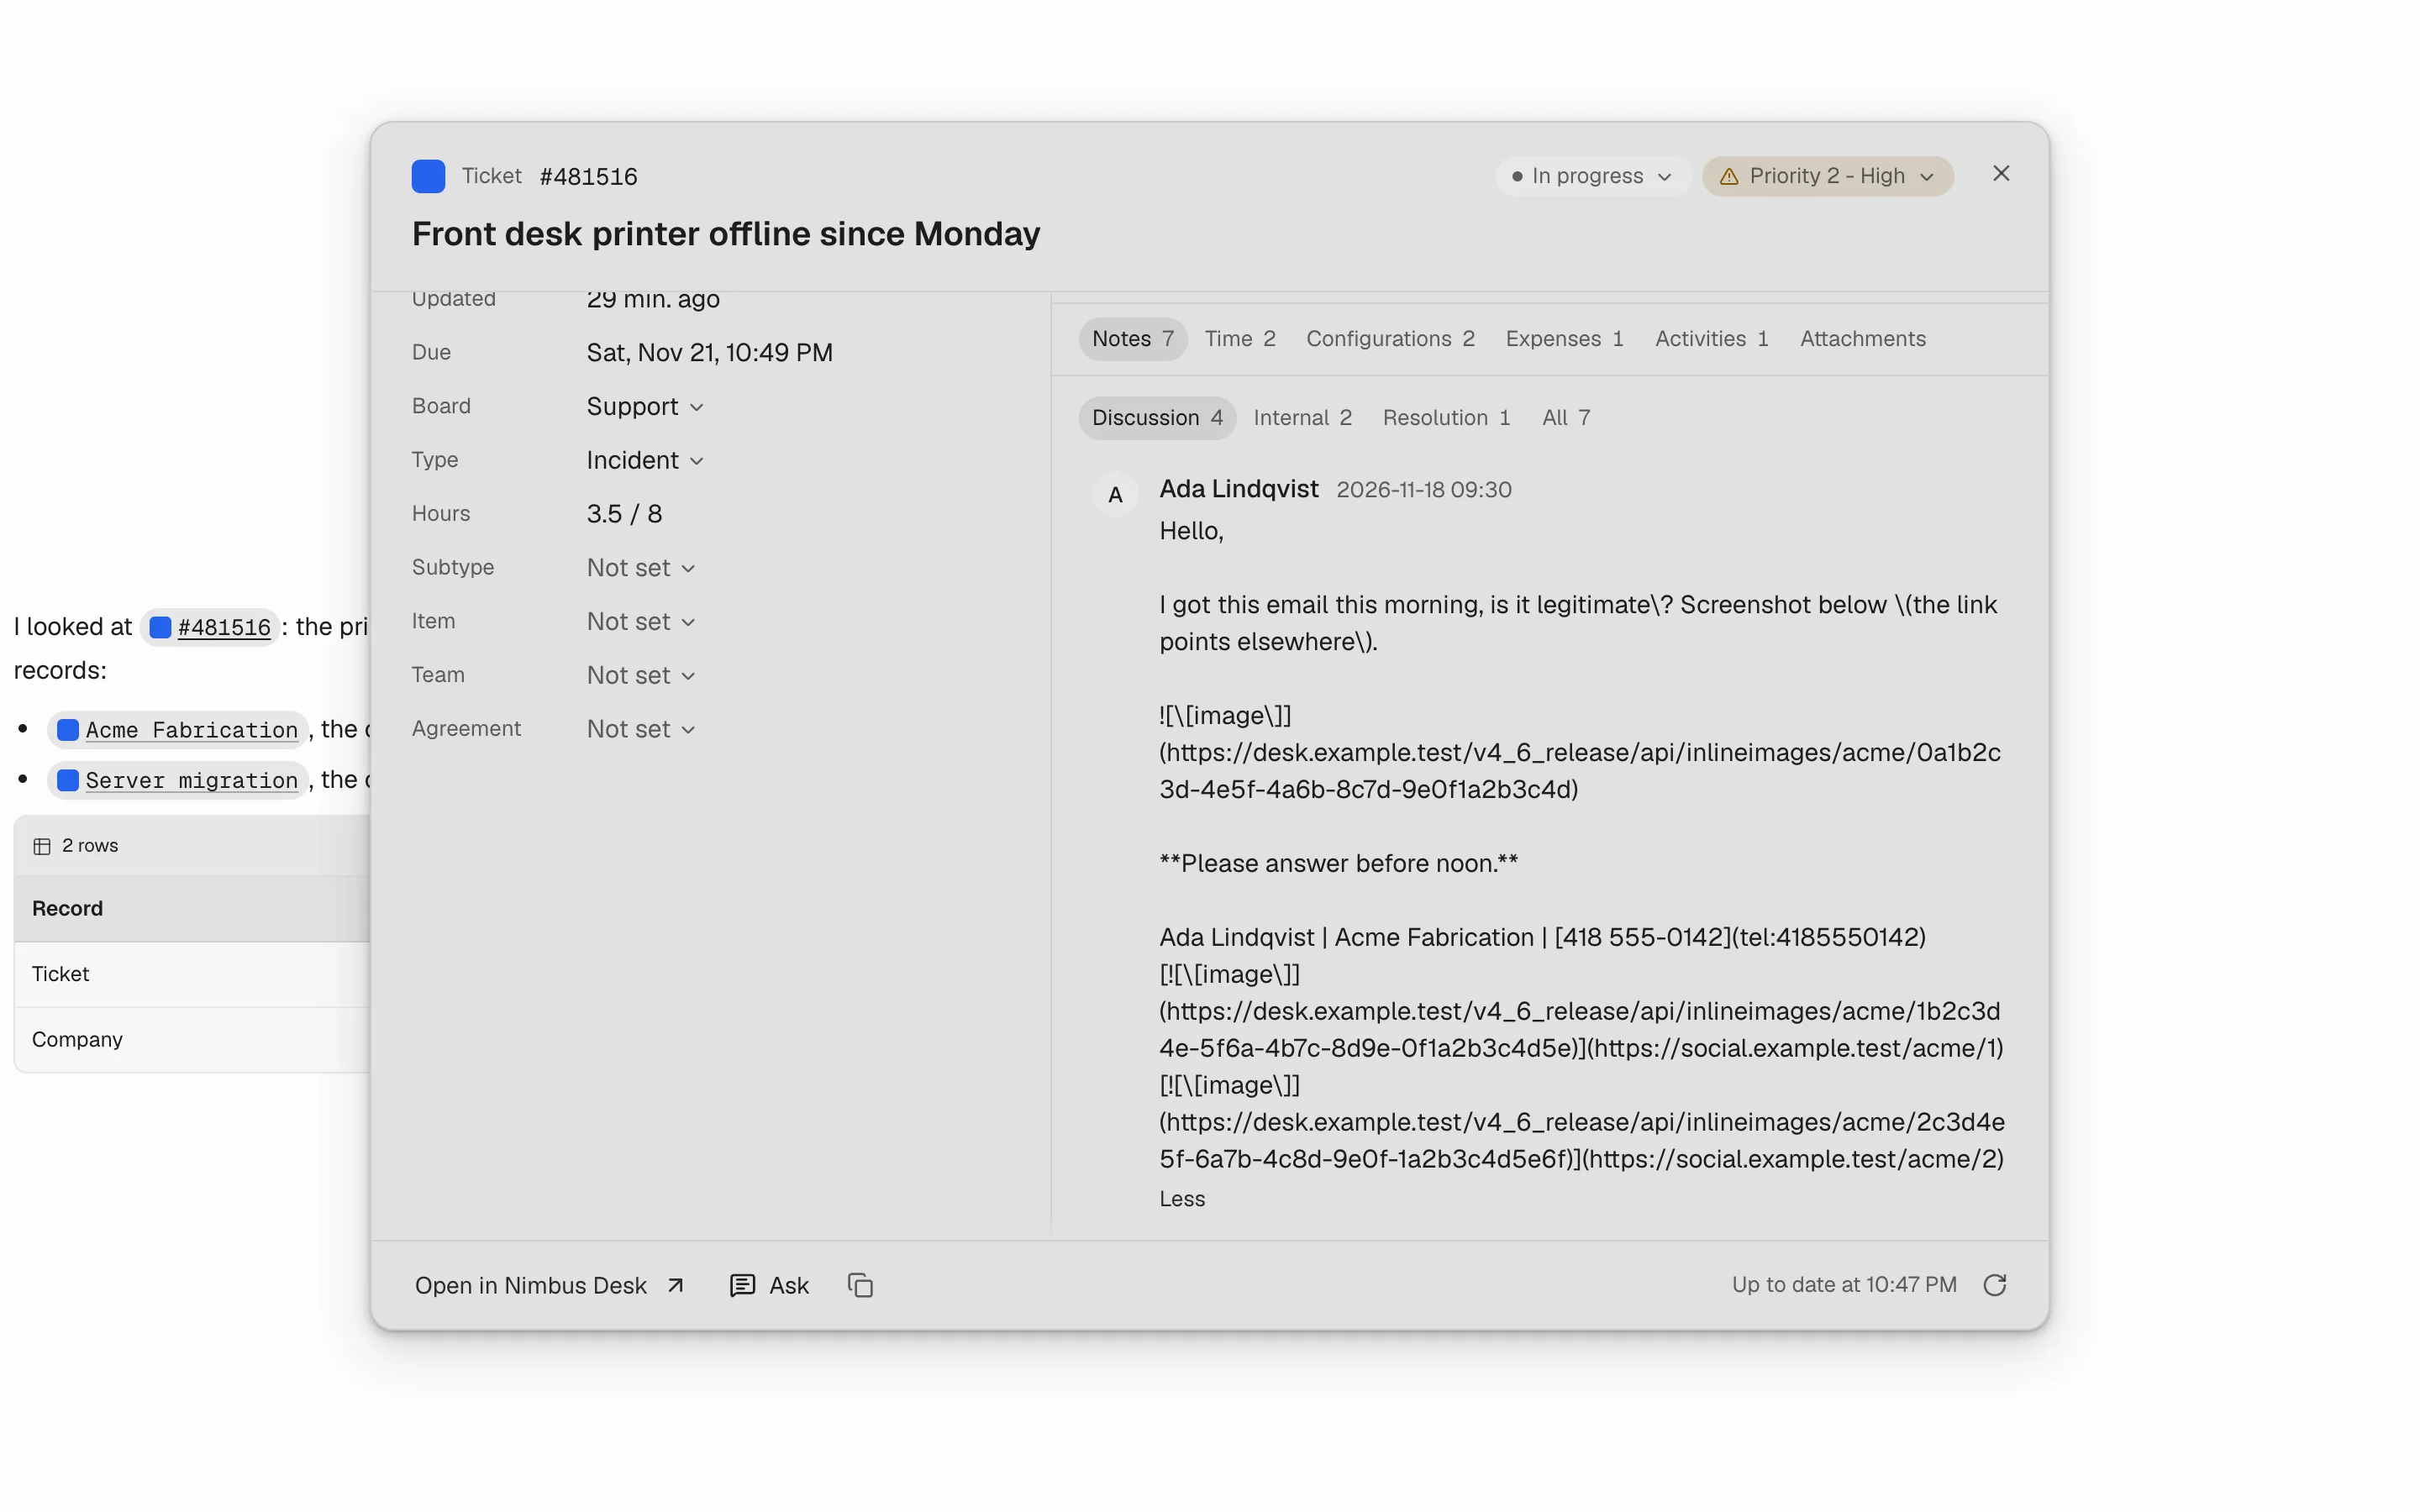 Ticket #481516
In progress
Priority 2 - High
Front desk printer offline since Monday
Updated 29 min. ago
Due Sat, Nov 21, 10:49 PM
Board Support
Type Incident
Hours 3.5 / 8
Subtype Not set
Item Not set
Team Not set
Agreement Not set
Notes 7 Time 2 Configurations 2 Expenses 1 Activities 1 Attachments
Discussion 4 Internal 2 Resolution 1 All 7
A
Ada Lindqvist 2026-11-18 09:30
Hello,
I got this email this morning, is it legitimate\? Screenshot below \(the link
points elsewhere\).
![\[image\]]
(https://desk.example.test/v4_6_release/api/inlineimages/acme/0a1b2c
3d-4e5f-4a6b-8c7d-9e0f1a2b3c4d)
**Please answer before noon.**
Ada Lindqvist | Acme Fabrication | [418 555-0142](tel:4185550142)
[![\[image\]]
(https://desk.example.test/v4_6_release/api/inlineimages/acme/1b2c3d
4e-5f6a-4b7c-8d9e-0f1a2b3c4d5e)](https://social.example.test/acme/1)
[![\[image\]]
(https://desk.example.test/v4_6_release/api/inlineimages/acme/2c3d4e
5f-6a7b-4c8d-9e0f-1a2b3c4d5e6f)](https://social.example.test/acme/2)
Less
Open in Nimbus Desk
Ask
Up to date at 10:47 PM
I looked at #481516: the
records:
Acme Fabrication, the
Server migration, the
2 rows
Record
Ticket
Company